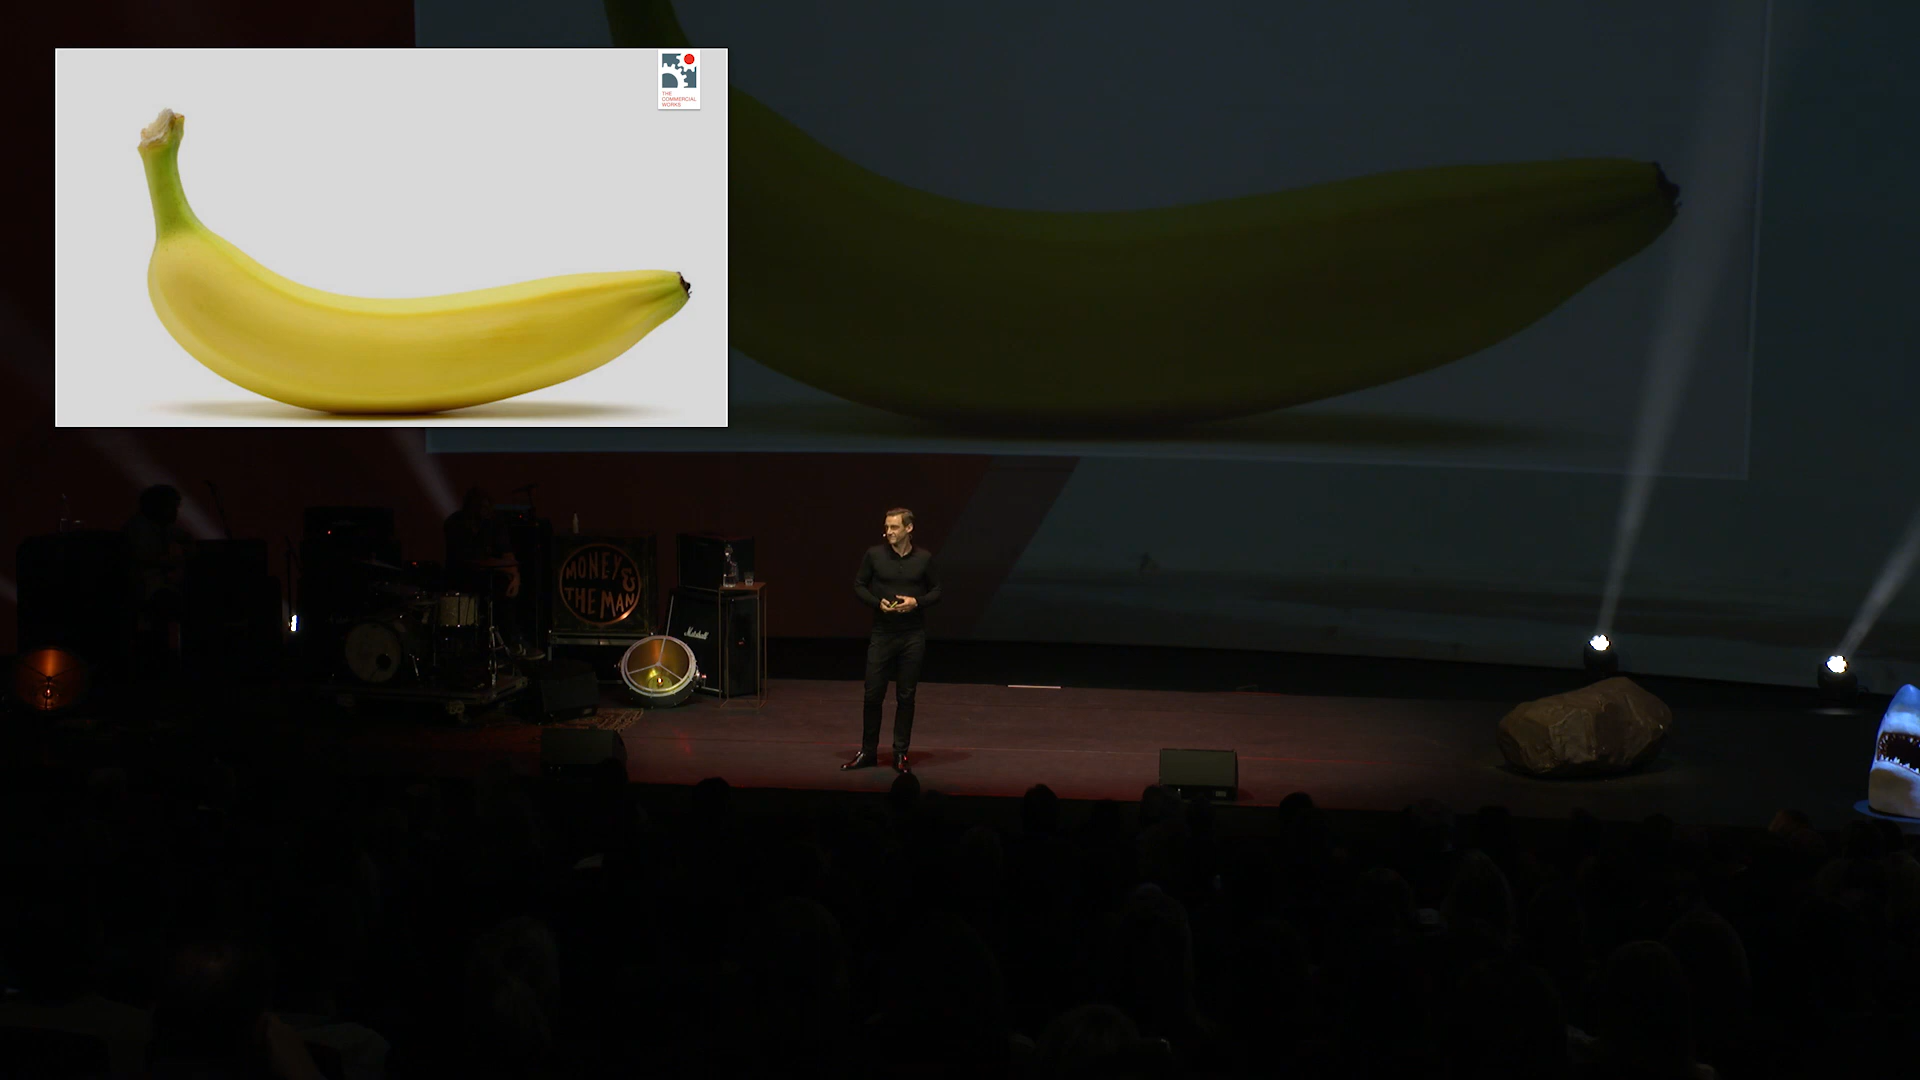 THE
COMMERCIAL
WORKS
MONEY
&
THE MAN
Marshall